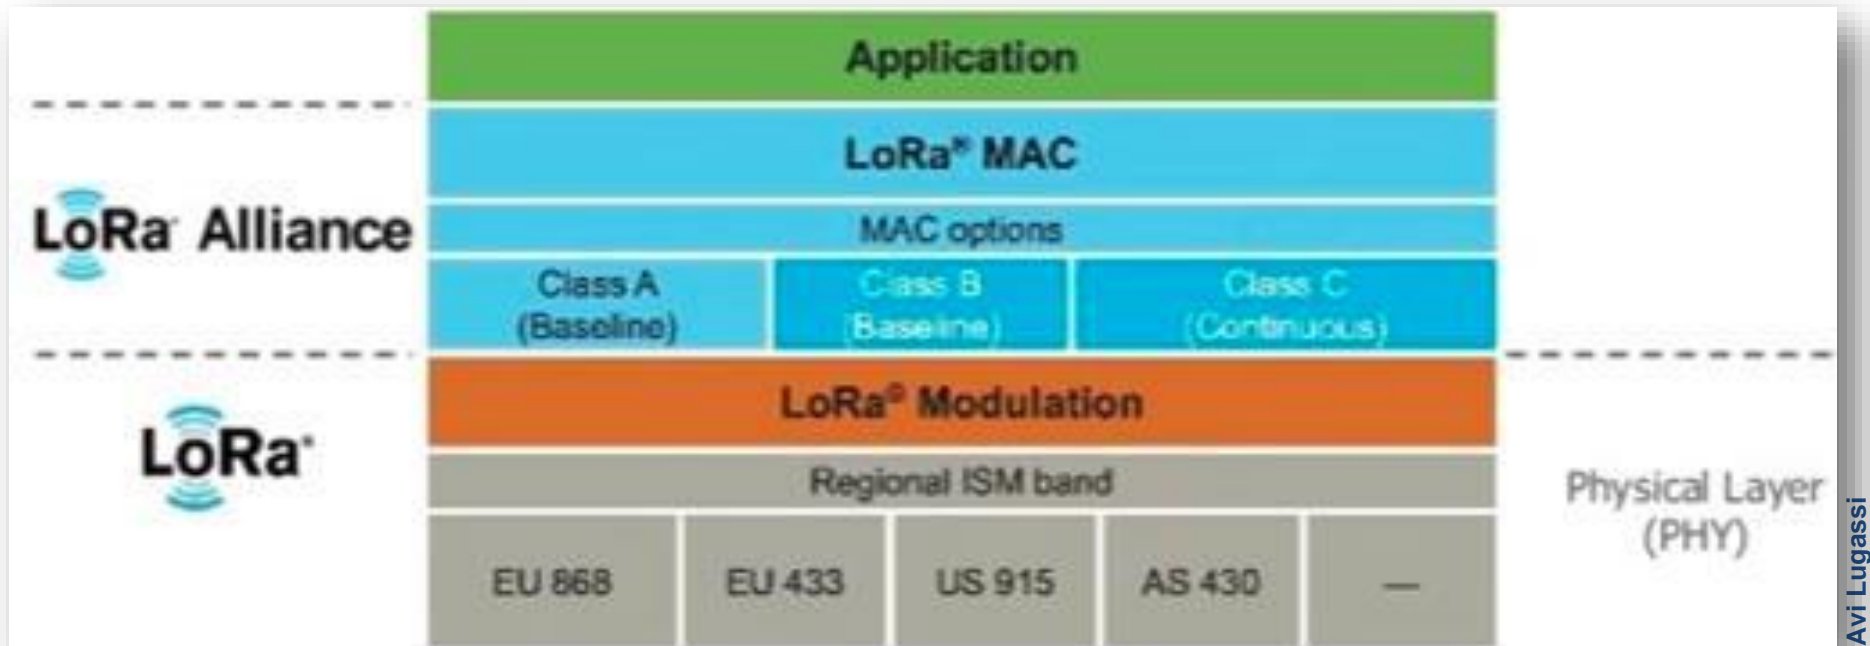 Application
LoRa® MAC
LoRa Alliance
MAC options
Class A
(Baseline)
Class B
(Baseline)
Class C
(Continuous)
LoRa® Modulation
LoRa
Regional ISM band
Physical Layer
(PHY)
EU 868
EU 433
US 915
AS 430
—
Avi Lugassi